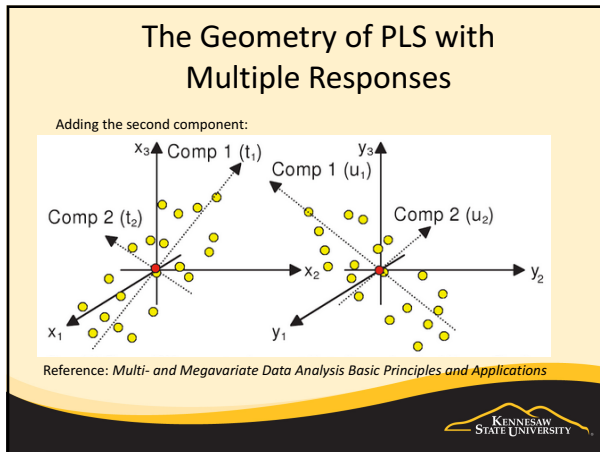 The Geometry of PLS with
Multiple Responses
Adding the second component:
x3
Comp 1 (t1)
Comp 2 (t2)
x2
x1
y3
Comp 1 (u1)
Comp 2 (u2)
y2
y1
Reference: Multi- and Megavariate Data Analysis Basic Principles and Applications
KENNESAW
STATE UNIVERSITY